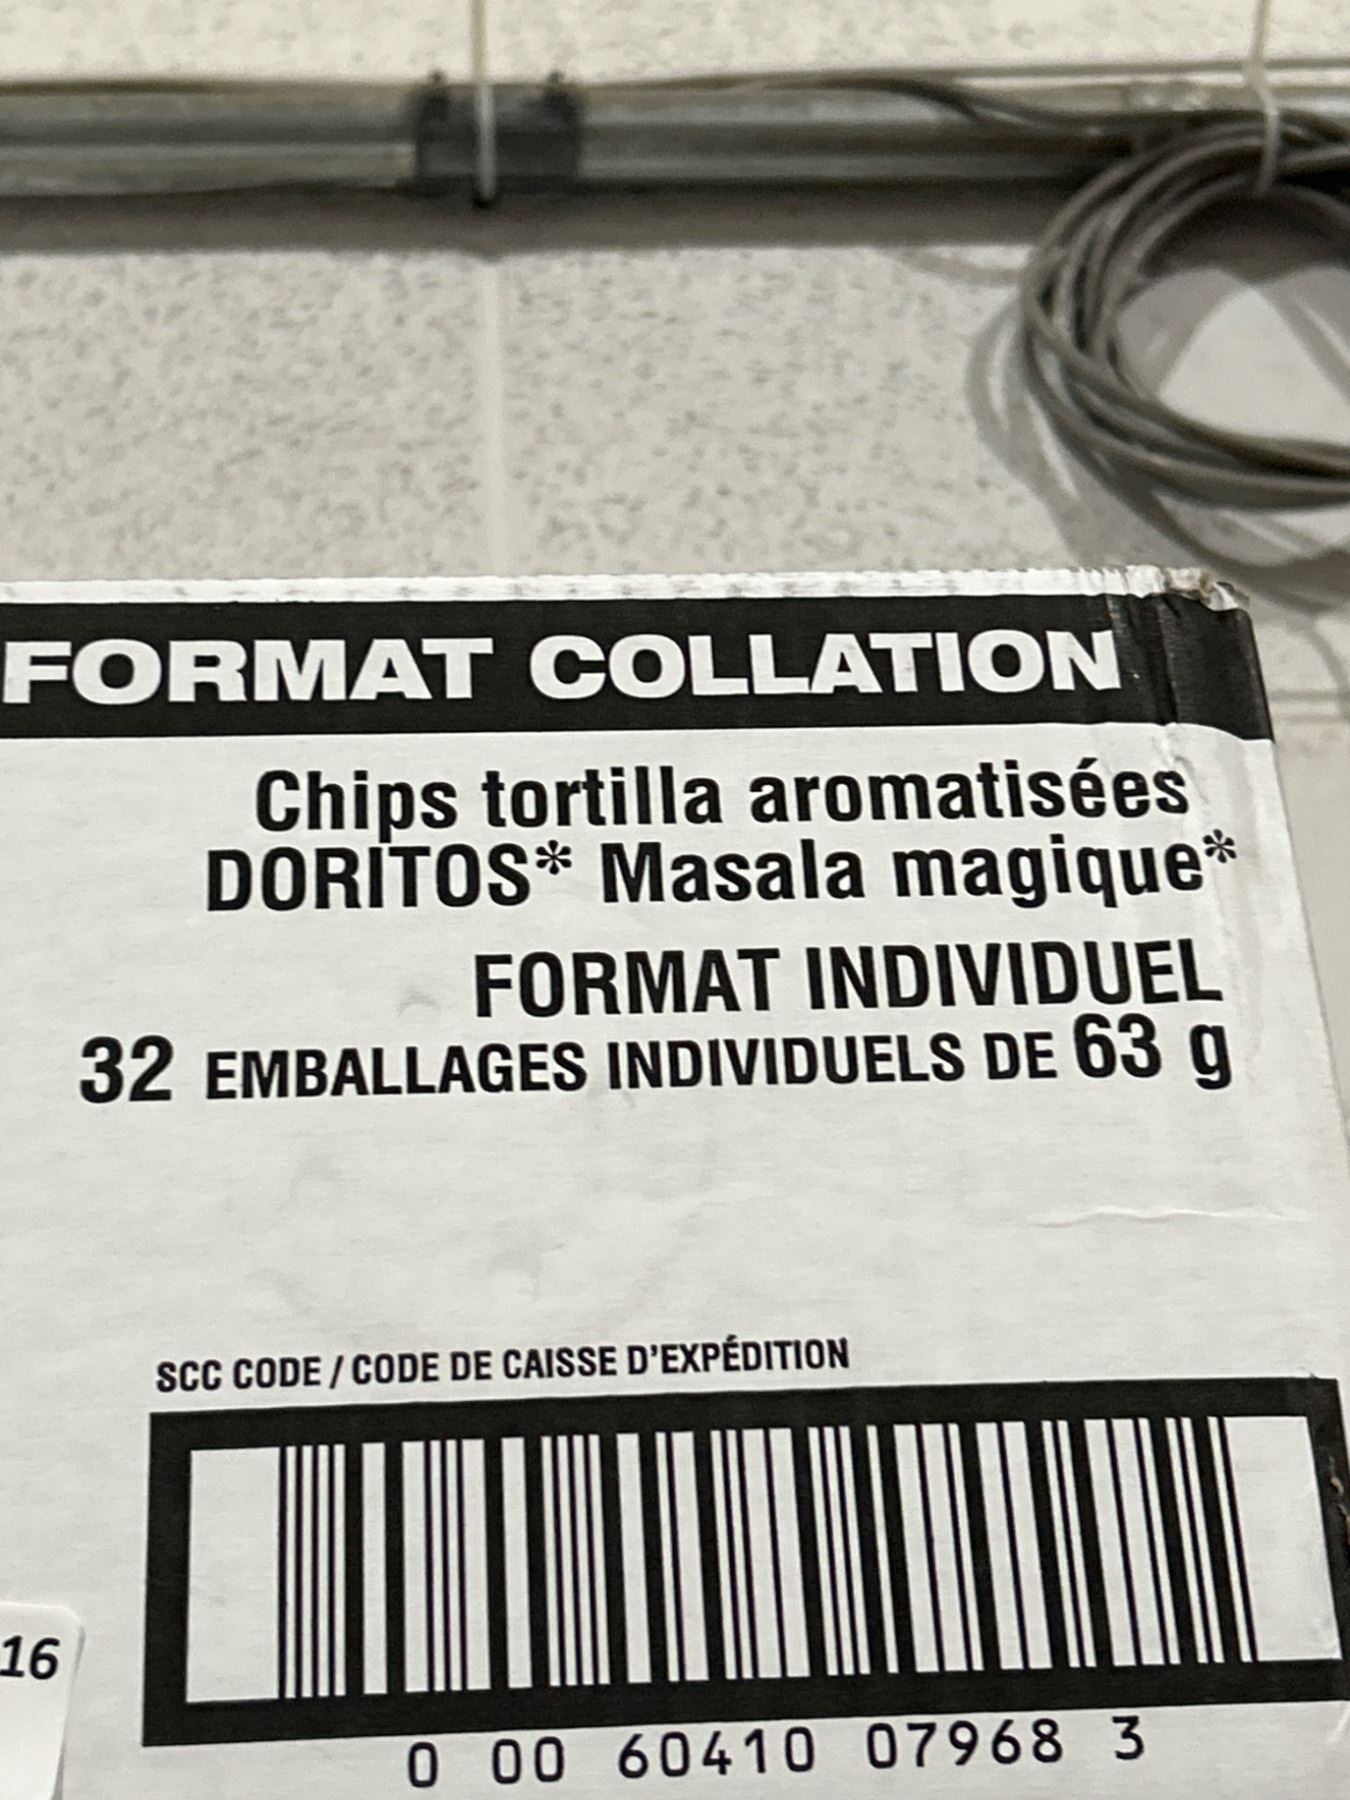 FORMAT COLLATION
Chips tortilla aromatisées
DORITOS* Masala magique*
FORMAT INDIVIDUEL
32 EMBALLAGES INDIVIDUELS DE 63 g
SCC CODE / CODE DE CAISSE D'EXPÉDITION
16
0 00 60410 07968 3